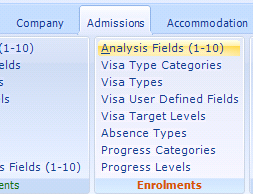 Company Admissions Accommodation
(1-10) Analysis Fields (1-10)
elds Visa Type Categories
Visa Types
ls Visa User Defined Fields
Visa Target Levels
Absence Types
Progress Categories
s Fields (1-10) Progress Levels
ents Enrolments